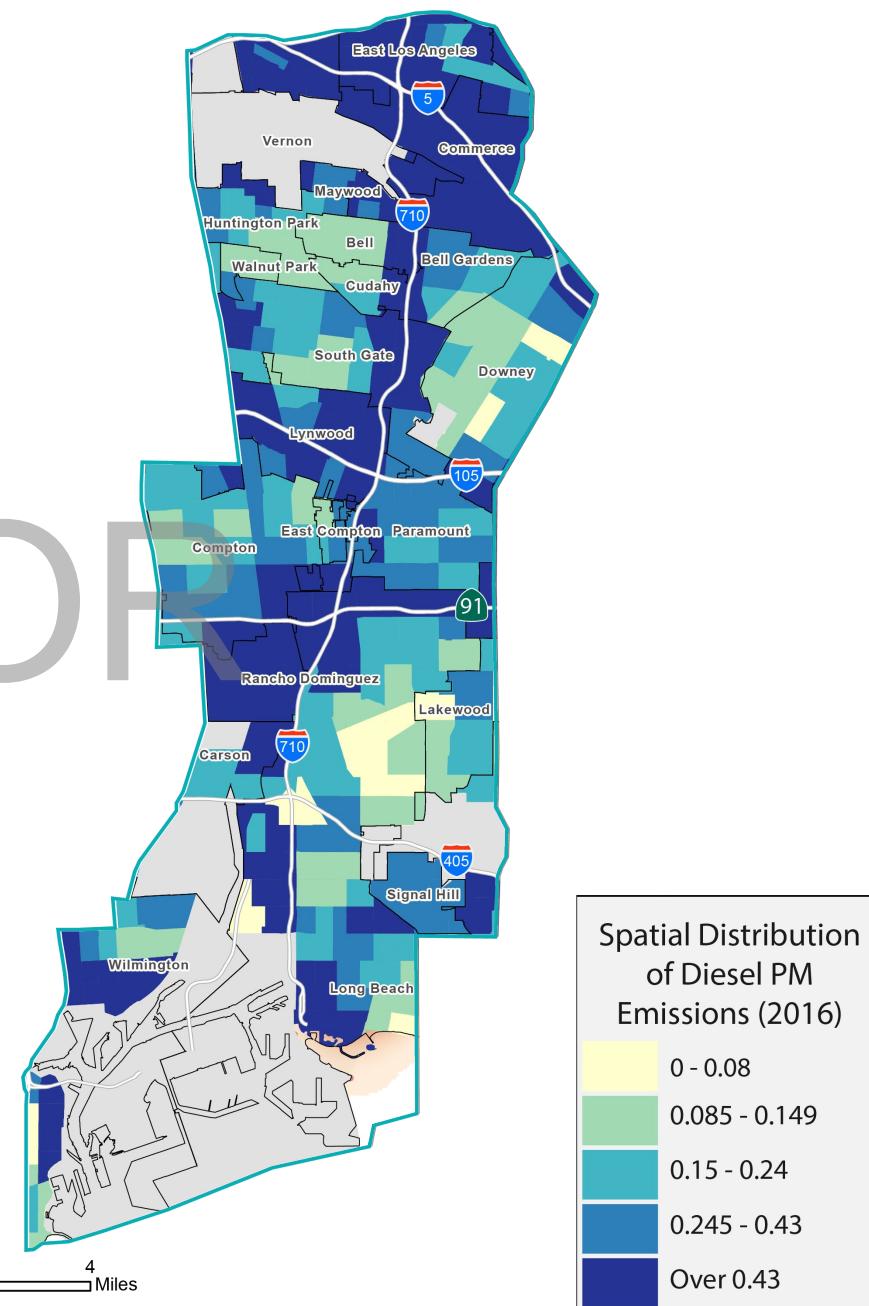 East Los Angeles
5
Vernon
Commerce
Maywood
710
Huntington Park
Bell
Bell Gardens
Walnut Park
Cudahy
South Gate
Downey
Lynwood
105
East Compton
Paramount
Compton
91
DR
Rancho Dominguez
Lakewood
Carson
710
405
Signal Hill
Wilmington
Long Beach
Spatial Distribution
of Diesel PM
Emissions (2016)
0 - 0.08
0.085 - 0.149
0.15 - 0.24
0.245 - 0.43
Over 0.43
4
Miles